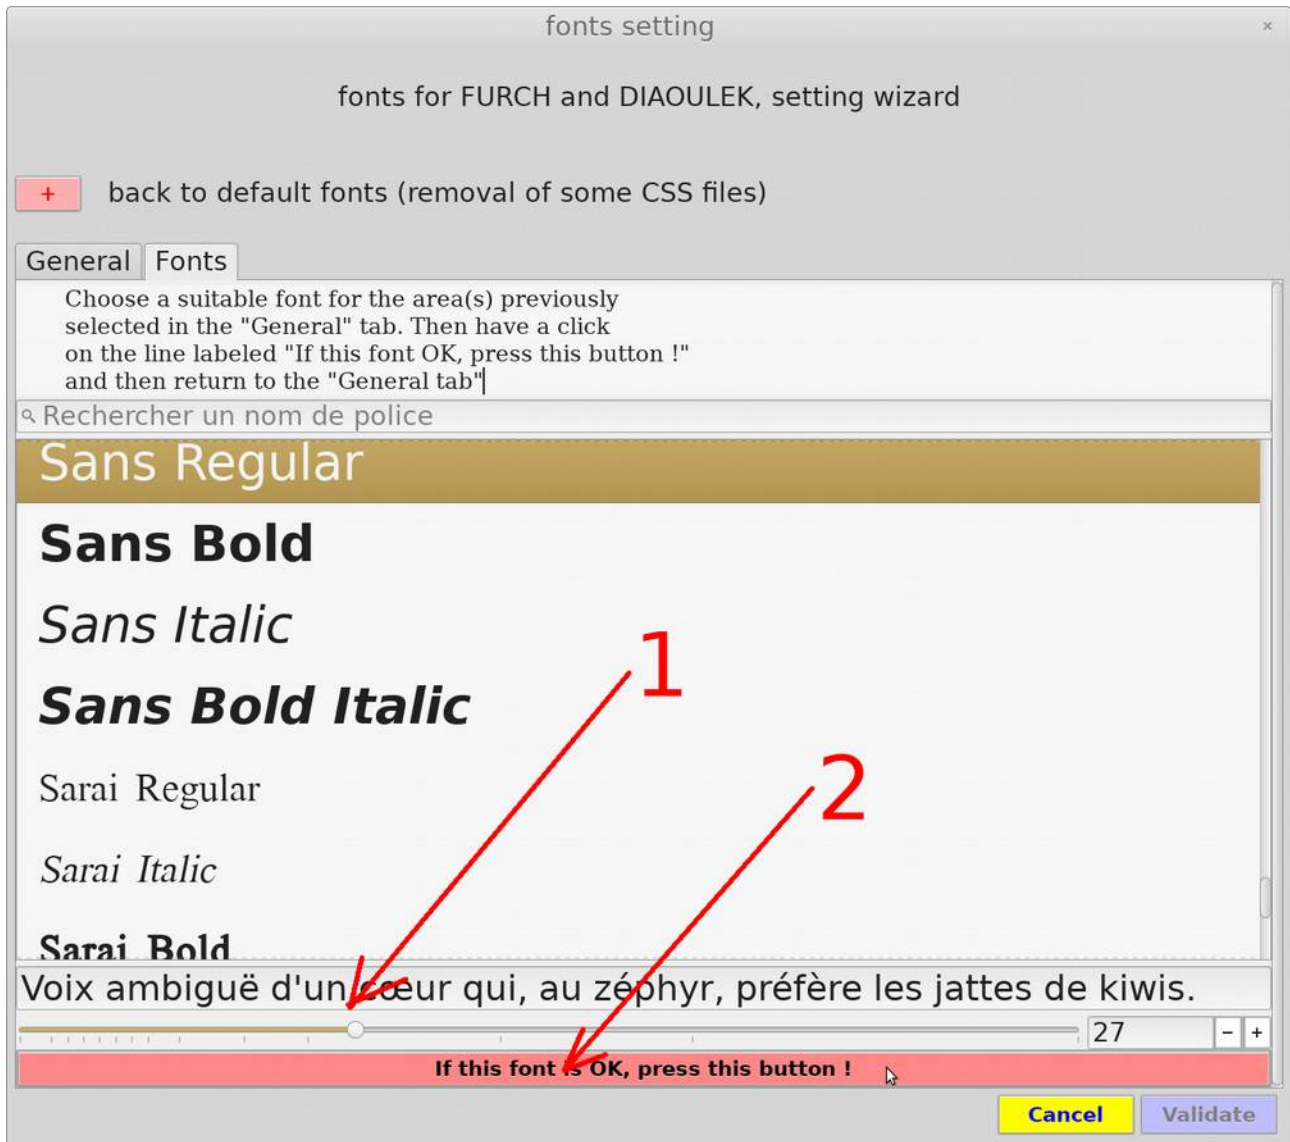 fonts setting ×
fonts for FURCH and DIAOULEK, setting wizard
+ back to default fonts (removal of some CSS files)
General Fonts
Choose a suitable font for the area(s) previously
selected in the "General" tab. Then have a click
on the line labeled "If this font OK, press this button !"
and then return to the "General tab"
Rechercher un nom de police
Sans Regular
Sans Bold
Sans Italic
1
Sans Bold Italic
2
Sarai Regular
Sarai Italic
Sarai Bold
Voix ambiguë d'un cœur qui, au zéphyr, préfère les jattes de kiwis.
27 − +
If this font is OK, press this button !
Cancel Validate